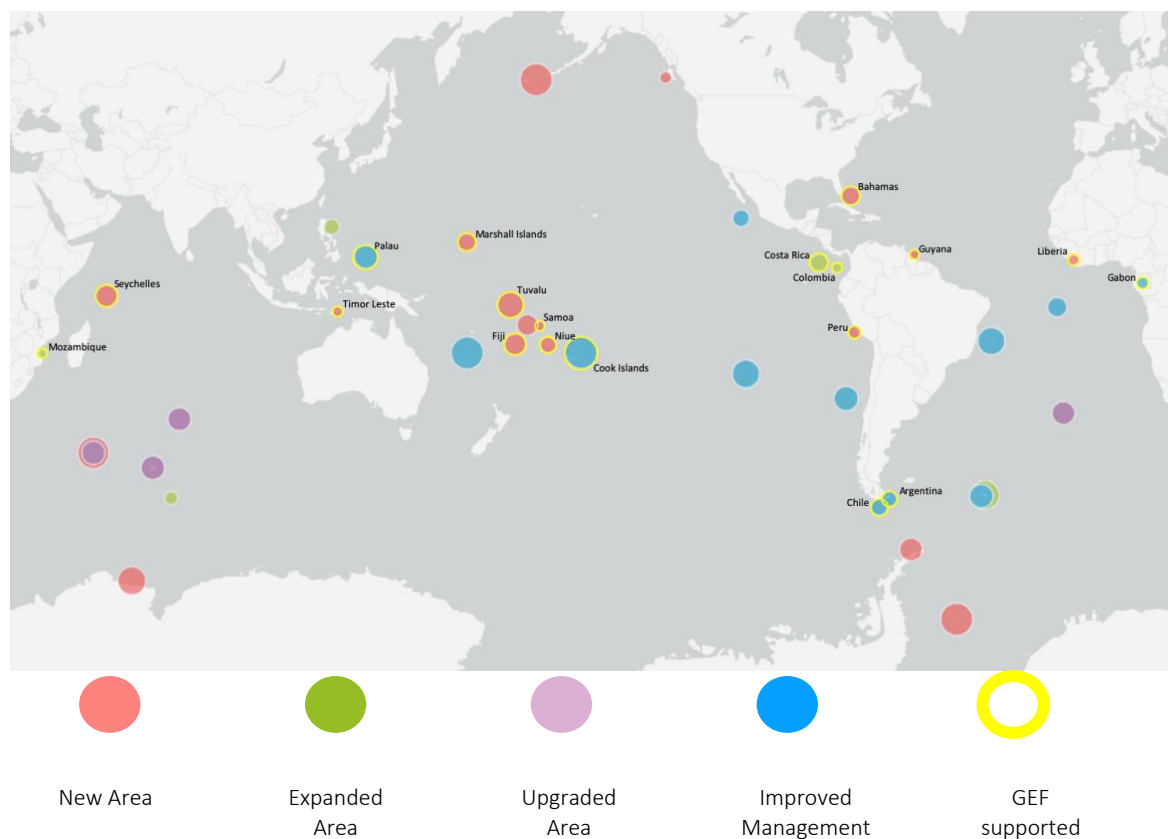 Bahamas
Marshall Islands
Palau
Costa Rica
Guyana
Liberia
Colombia
Gabon
Seychelles
Tuvalu
Timor Leste
Samoa
Peru
Fiji
Niue
Mozambique
Cook Islands
Argentina
Chile
New Area
Expanded
Area
Upgraded
Area
Improved
Management
GEF
supported